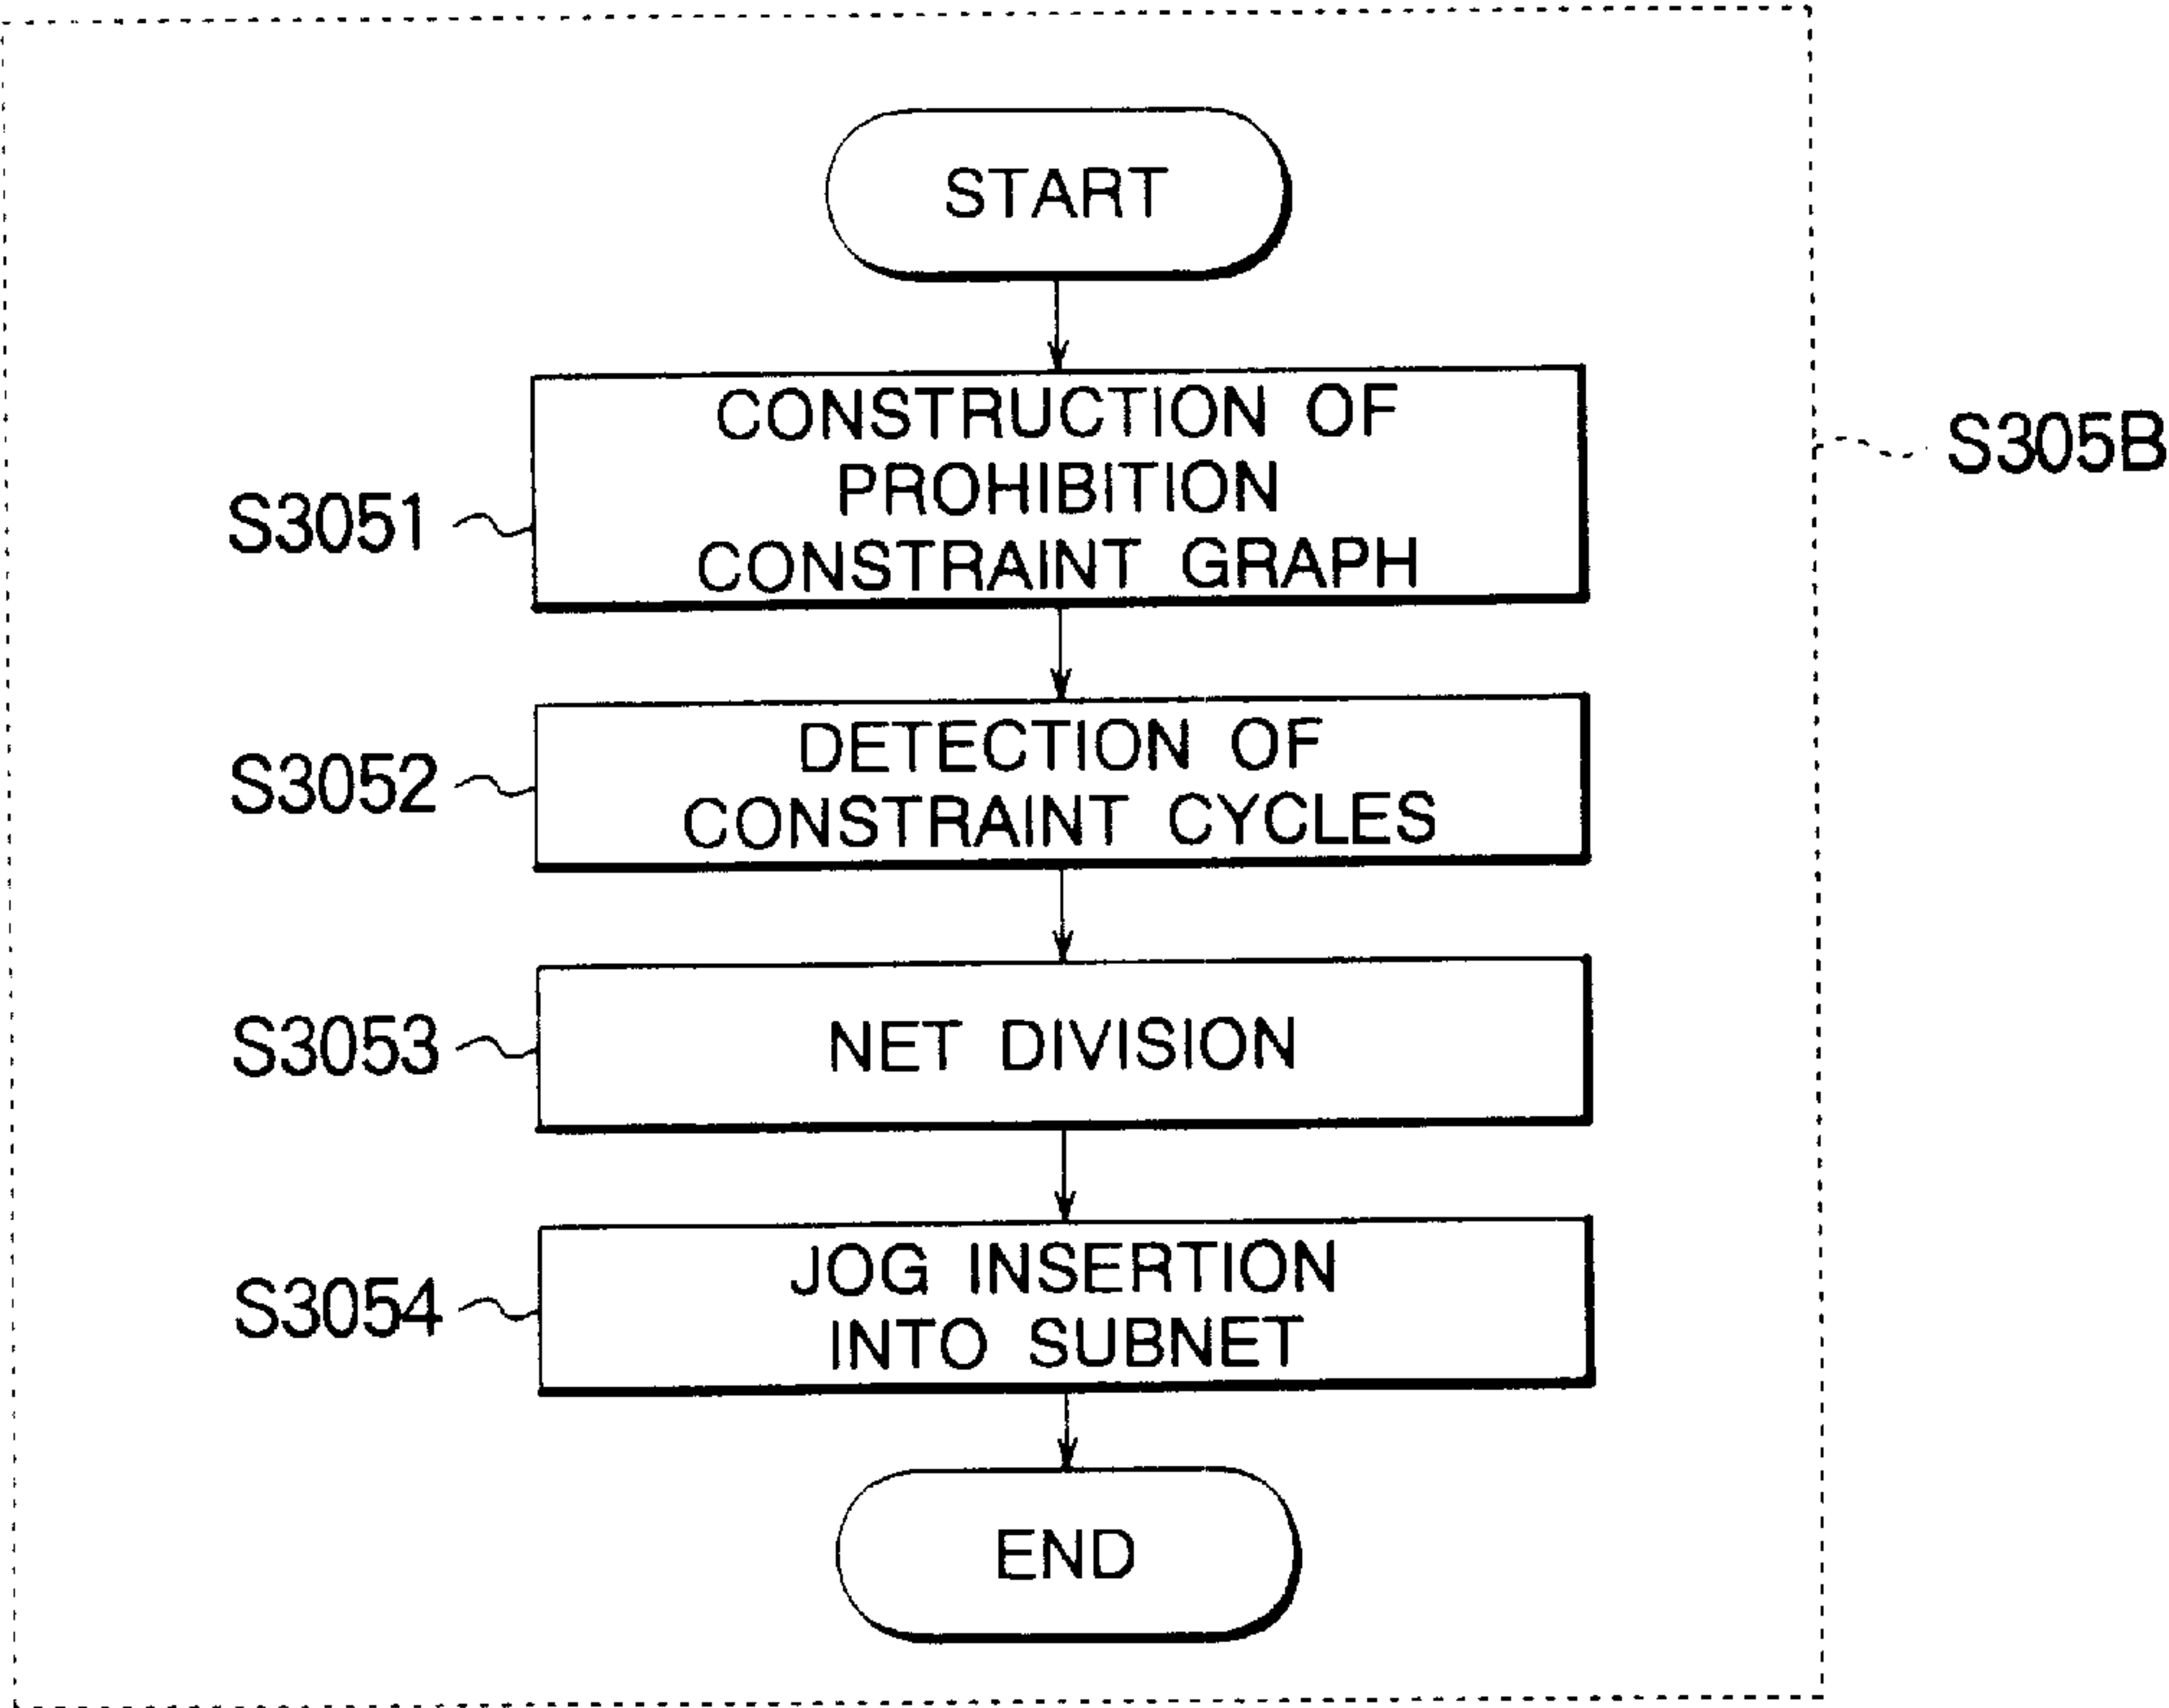 START
CONSTRUCTION OF
PROHIBITION
CONSTRAINT GRAPH
S305B
S3051
DETECTION OF
CONSTRAINT CYCLES
S3052
NET DIVISION
S3053
JOG INSERTION
INTO SUBNET
S3054
END